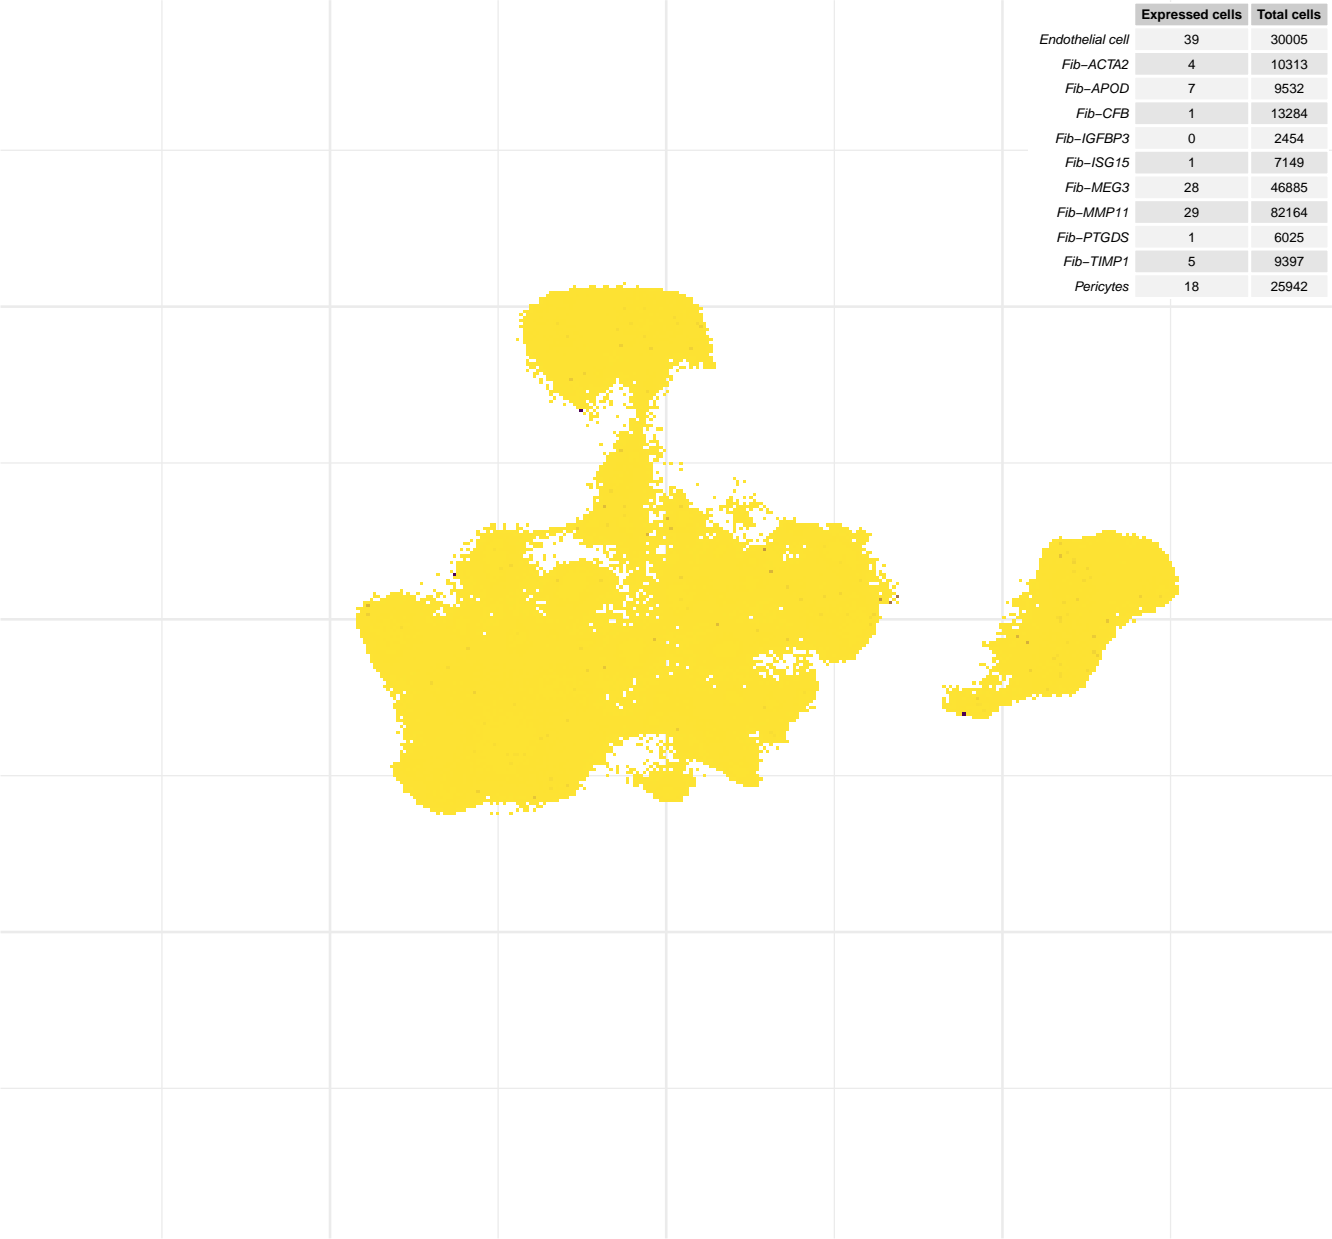 Expressed cells Total cells
Endothelial cell 39 30005
Fib−ACTA2 4 10313
Fib−APOD 7 9532
Fib−CFB 1 13284
Fib−IGFBP3 0 2454
Fib−ISG15 1 7149
Fib−MEG3 28 46885
Fib−MMP11 29 82164
Fib−PTGDS 1 6025
Fib−TIMP1 5 9397
Pericytes 18 25942